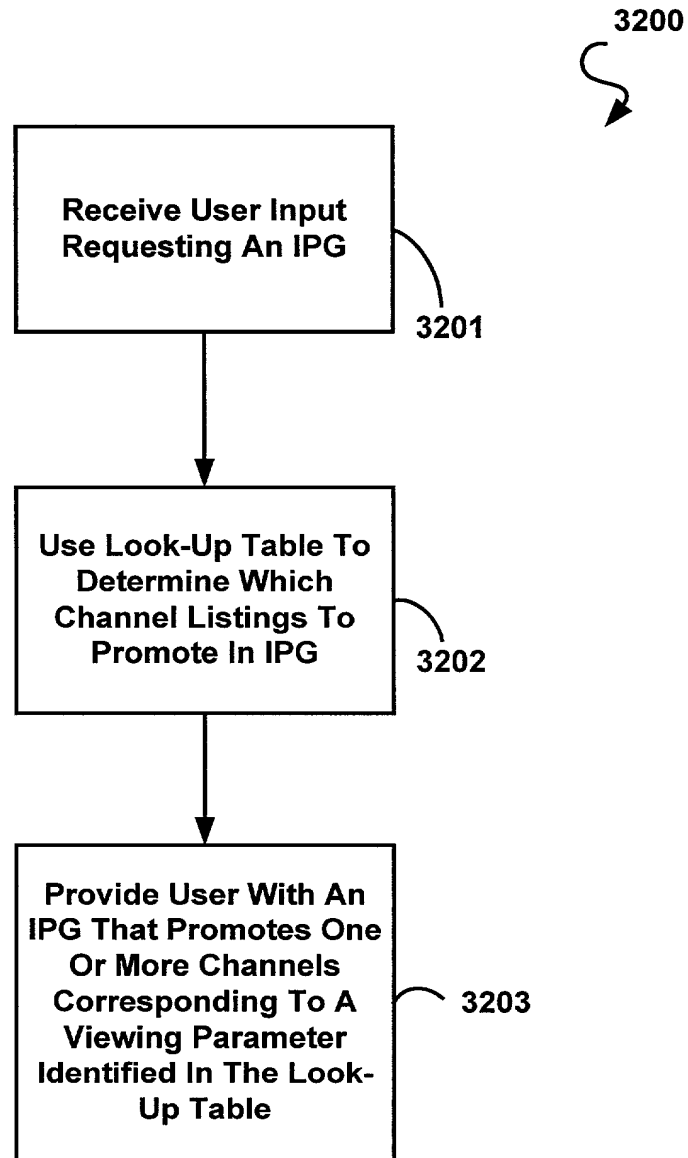 3200
Receive User Input
Requesting An IPG
3201
Use Look-Up Table To
Determine Which
Channel Listings To
Promote In IPG
3202
Provide User With An
IPG That Promotes One
Or More Channels
Corresponding To A
Viewing Parameter
Identified In The Look-
Up Table
3203